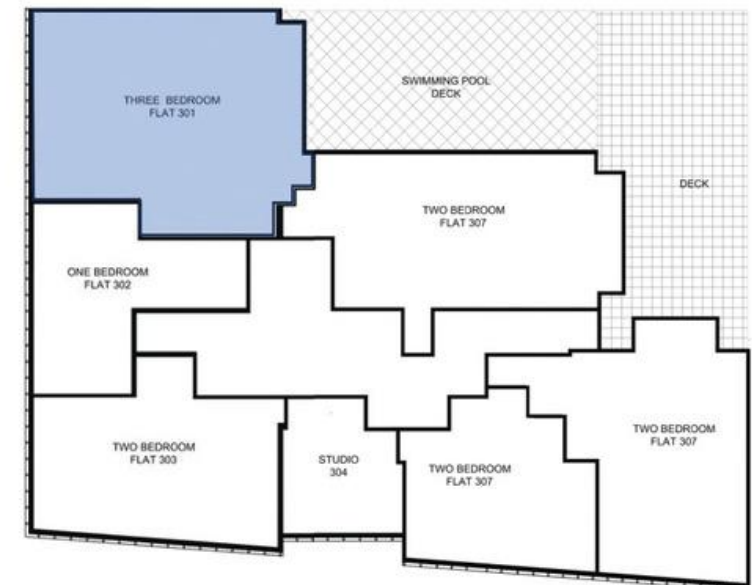 THREE BEDROOM
FLAT 301
SWIMMING POOL
DECK
DECK
TWO BEDROOM
FLAT 307
ONE BEDROOM
FLAT 302
TWO BEDROOM
FLAT 303
STUDIO
304
TWO BEDROOM
FLAT 307
TWO BEDROOM
FLAT 307